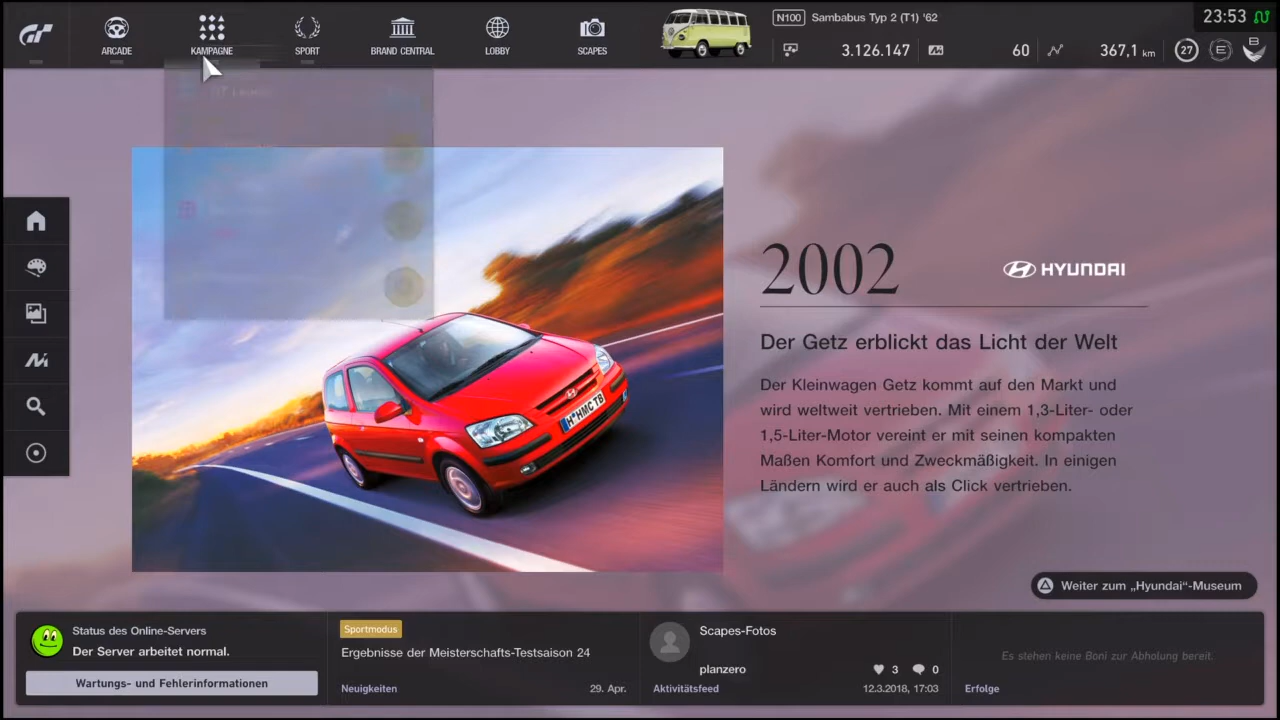 GT
ARCADE
KAMPAGNE
SPORT
BRAND CENTRAL
LOBBY
SCAPES
N100 Sambabus Typ 2 (T1) '62
3.126.147
60
367,1 km
27
E
B
23:53
H*HMC TB
2002
HYUNDAI
Der Getz erblickt das Licht der Welt
Der Kleinwagen Getz kommt auf den Markt und
wird weltweit vertrieben. Mit einem 1,3-Liter- oder
1,5-Liter-Motor vereint er mit seinen kompakten
Maßen Komfort und Zweckmäßigkeit. In einigen
Ländern wird er auch als Click vertrieben.
Weiter zum „Hyundai“-Museum
Status des Online-Servers
Der Server arbeitet normal.
Wartungs- und Fehlerinformationen
Sportmodus
Ergebnisse der Meisterschafts-Testsaison 24
Neuigkeiten
29. Apr.
Scapes-Fotos
planzero
3
0
Aktivitätsfeed
12.3.2018, 17:03
Es stehen keine Boni zur Abholung bereit.
Erfolge